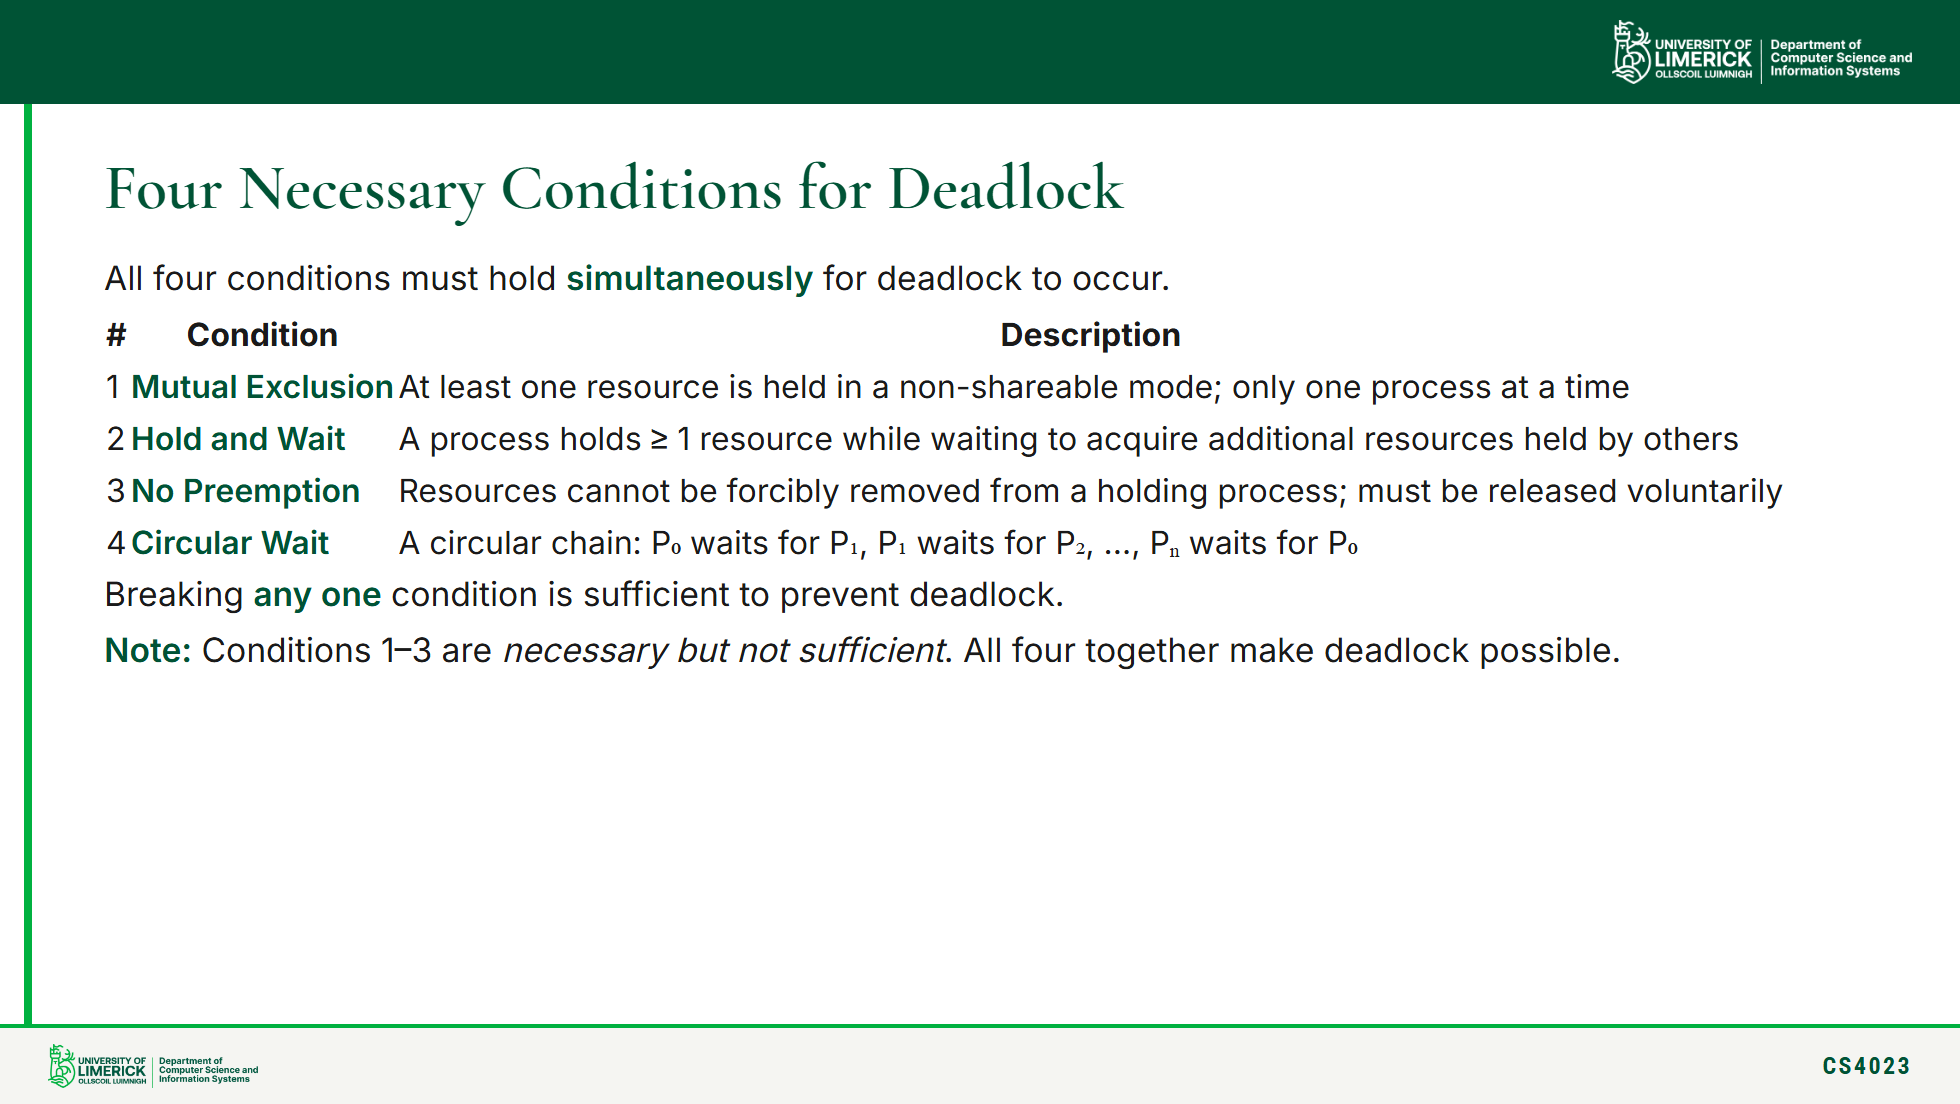 UNIVERSITY OF
LIMERICK
OLLSCOIL LUIMNIGH
Department of
Computer Science and
Information Systems
Four Necessary Conditions for Deadlock
All four conditions must hold simultaneously for deadlock to occur.
# Condition Description
1 Mutual Exclusion At least one resource is held in a non-shareable mode; only one process at a time
2 Hold and Wait A process holds ≥ 1 resource while waiting to acquire additional resources held by others
3 No Preemption Resources cannot be forcibly removed from a holding process; must be released voluntarily
4 Circular Wait A circular chain: P₀ waits for P₁, P₁ waits for P₂, …, Pₙ waits for P₀
Breaking any one condition is sufficient to prevent deadlock.
Note: Conditions 1–3 are necessary but not sufficient. All four together make deadlock possible.
UNIVERSITY OF
LIMERICK
OLLSCOIL LUIMNIGH
Department of
Computer Science and
Information Systems
CS4023